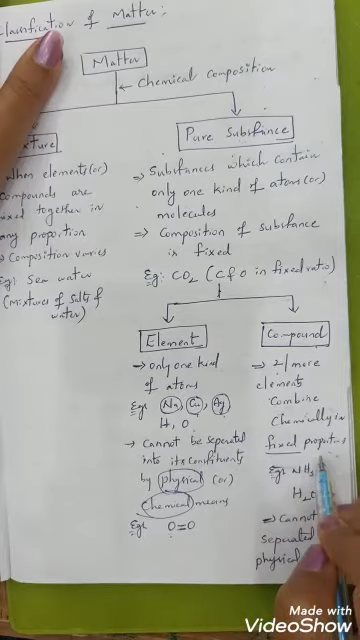 Classification of Matter:
Matter
Chemical composition
Mixture
When elements (or)
compounds are
mixed together in
any proportion
⇒ Composition varies
Eg: Sea water
(mixtures of salts &
water)
Pure Substance
⇒ Substances which contain
only one kind of atoms (or)
molecules
⇒ Composition of substance
is fixed
Eg: CO2 (C & O in fixed ratio)
Element
→ only one kind
of atoms
Eg: Na, Cu, Ag,
H, O
→ Cannot be separated
into its constituents
by physical (or)
chemical means
Eg: O=O
Compound
⇒ 2/more
elements
Combine
chemically in
fixed proportions
Eg: NH3
H2O
⇒ Cannot
separated
physical
Made with
VideoShow